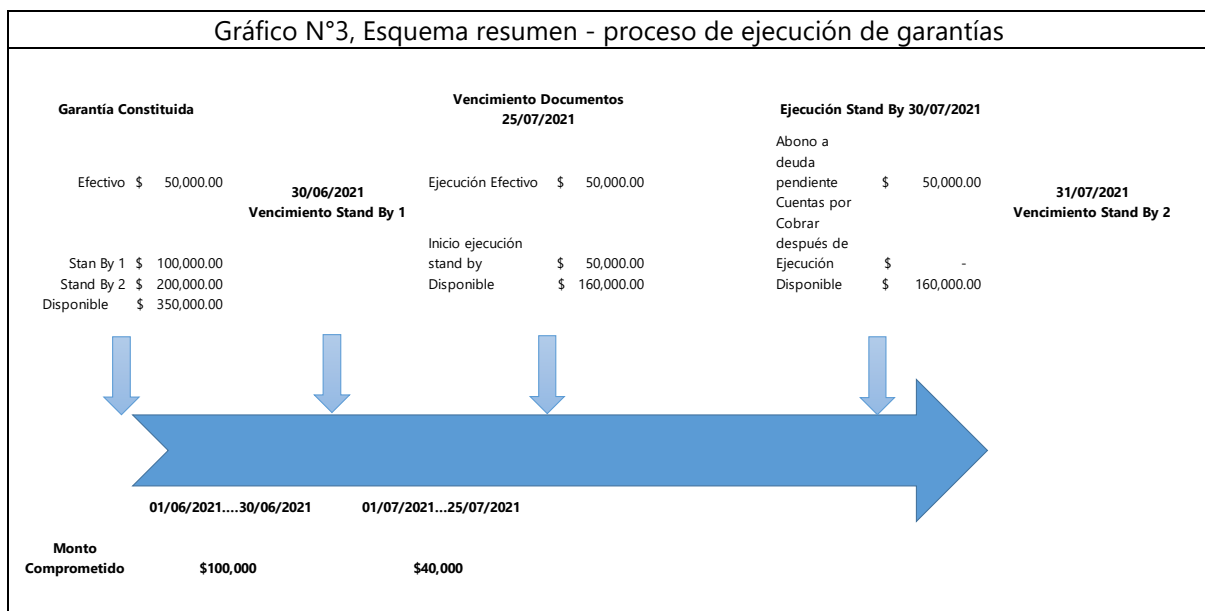 Gráfico N°3, Esquema resumen - proceso de ejecución de garantías
Garantía Constituida
Efectivo $ 50,000.00
Stan By 1 $ 100,000.00
Stand By 2 $ 200,000.00
Disponible $ 350,000.00
30/06/2021
Vencimiento Stand By 1
Vencimiento Documentos
25/07/2021
Ejecución Efectivo $ 50,000.00
Inicio ejecución
stand by $ 50,000.00
Disponible $ 160,000.00
Ejecución Stand By 30/07/2021
Abono a
deuda
pendiente $ 50,000.00
Cuentas por
Cobrar
después de
Ejecución $ -
Disponible $ 160,000.00
31/07/2021
Vencimiento Stand By 2
01/06/2021....30/06/2021 01/07/2021...25/07/2021
Monto
Comprometido $100,000 $40,000